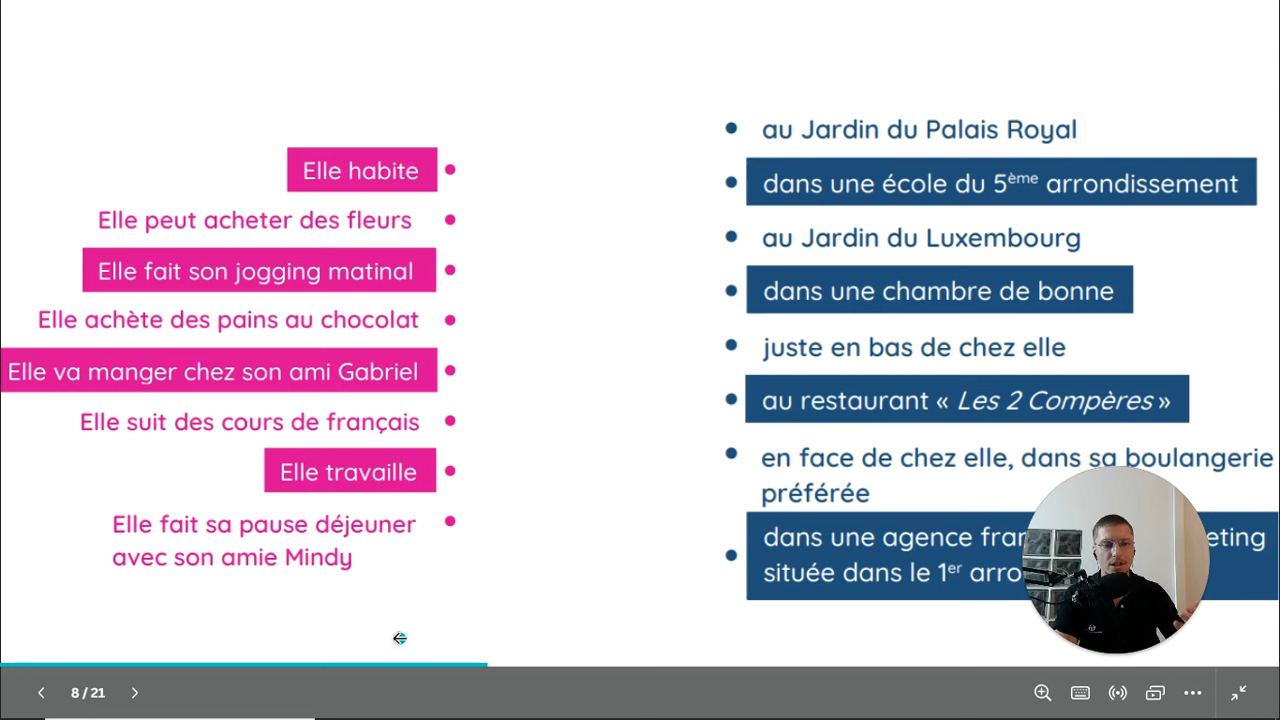 Elle habite
Elle peut acheter des fleurs
Elle fait son jogging matinal
Elle achète des pains au chocolat
Elle va manger chez son ami Gabriel
Elle suit des cours de français
Elle travaille
Elle fait sa pause déjeuner
avec son amie Mindy
au Jardin du Palais Royal
dans une école du 5ème arrondissement
au Jardin du Luxembourg
dans une chambre de bonne
juste en bas de chez elle
au restaurant « Les 2 Compères »
en face de chez elle, dans sa boulangerie
préférée
dans une agence
située dans le 1er
8 / 21